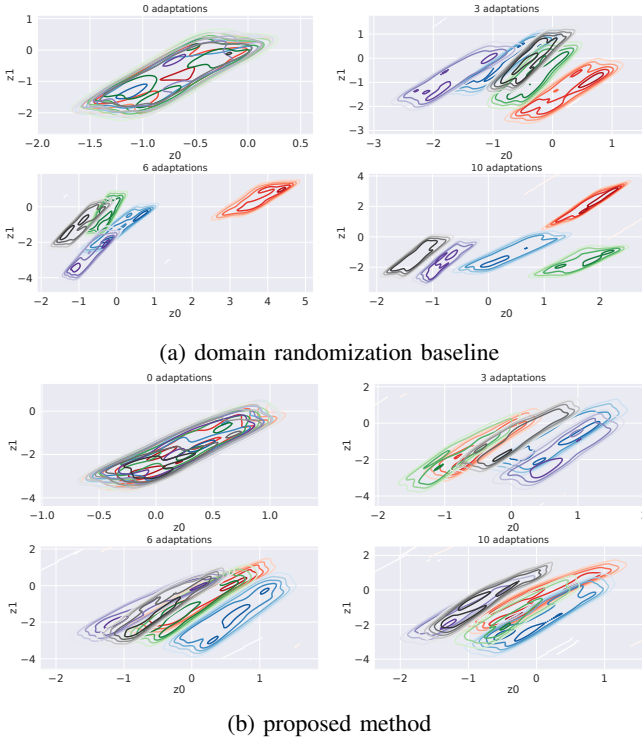 0 adaptations
3 adaptations
z1
1
0
−1
−2
−2.0 −1.5 −1.0 −0.5 0.0 0.5
z0
z1
1
0
−1
−2
−3
−3 −2 −1 0 1
z0
6 adaptations
10 adaptations
z1
0
−2
−4
−2 −1 0 1 2 3 4 5
z0
z1
4
2
0
−2
−2 −1 0 1 2
z0
(a) domain randomization baseline
0 adaptations
3 adaptations
z1
0
−2
−4
−1.0 −0.5 0.0 0.5 1.0
z0
z1
2
0
−2
−4
−2 −1 0 1 2
z0
6 adaptations
10 adaptations
z1
2
0
−2
−4
−1 0 1
z0
z1
2
0
−2
−4
−2 −1 0 1
z0
(b) proposed method